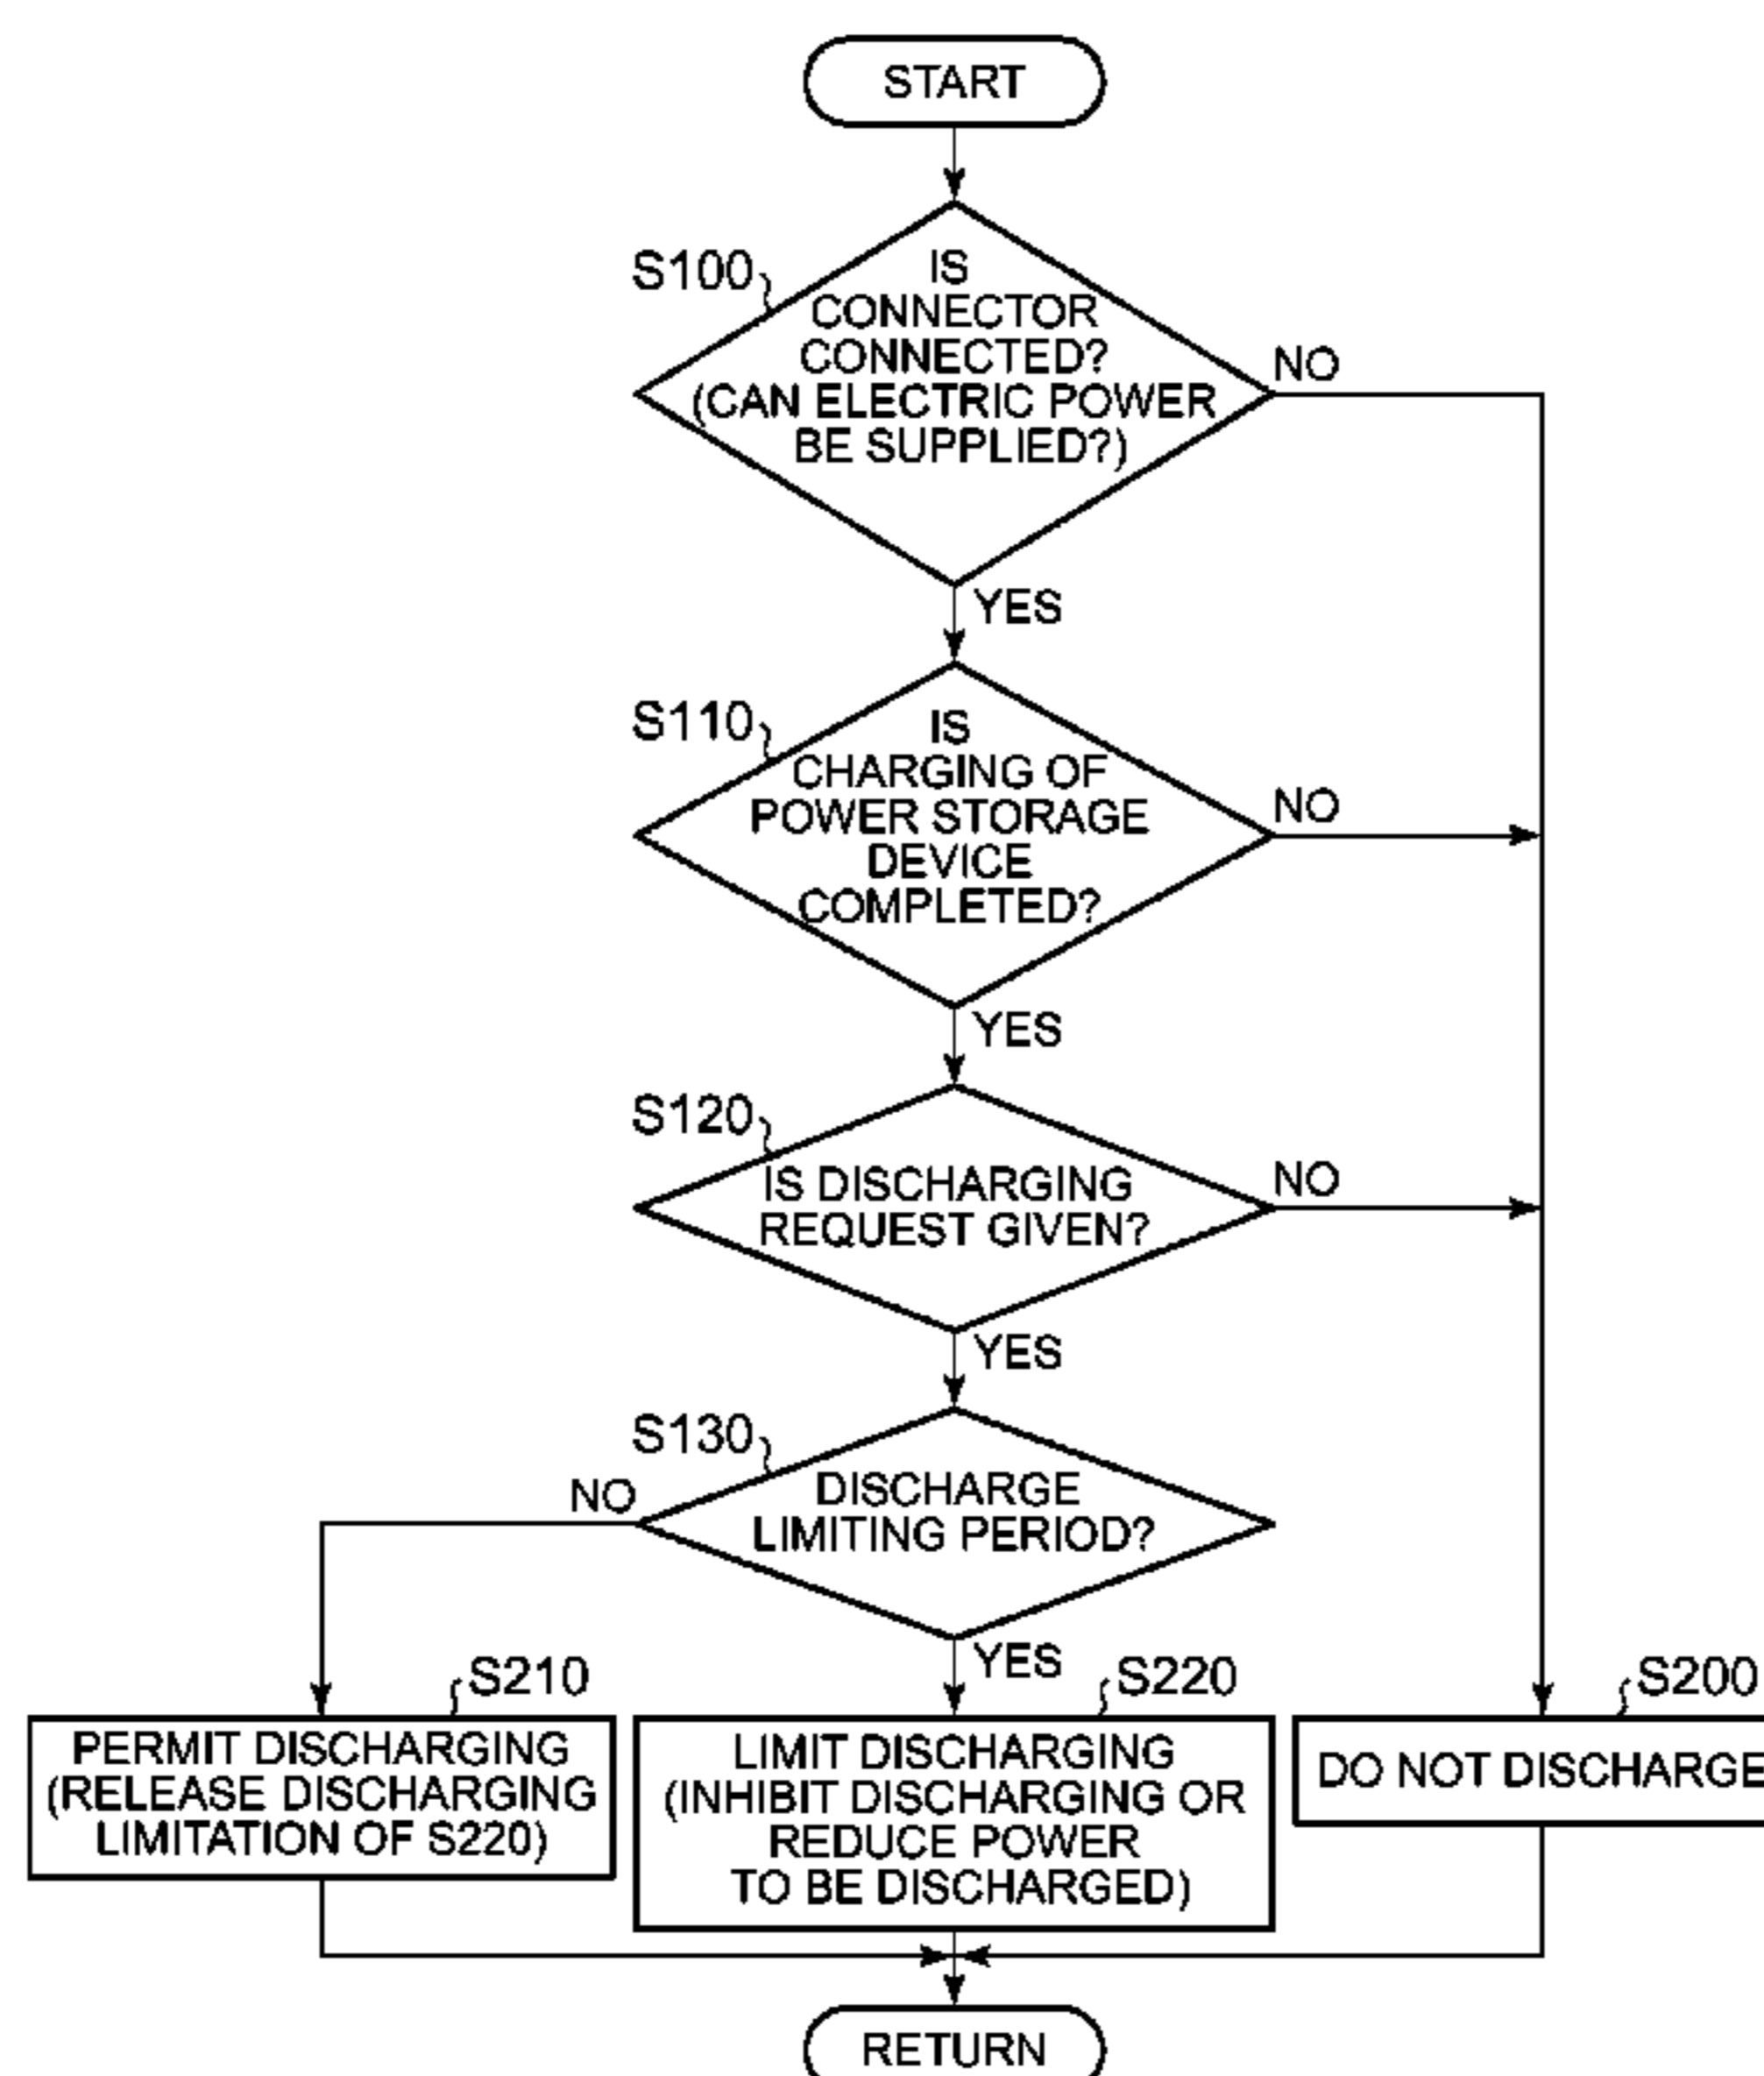 START
S100
IS
CONNECTOR
CONNECTED?
(CAN ELECTRIC POWER
BE SUPPLIED?)
NO
YES
S110
IS
CHARGING OF
POWER STORAGE
DEVICE
COMPLETED?
NO
YES
S120
IS DISCHARGING
REQUEST GIVEN?
NO
YES
S130
DISCHARGE
LIMITING PERIOD?
NO
YES
S210
PERMIT DISCHARGING
(RELEASE DISCHARGING
LIMITATION OF S220)
S220
LIMIT DISCHARGING
(INHIBIT DISCHARGING OR
REDUCE POWER
TO BE DISCHARGED)
S200
DO NOT DISCHARGE
RETURN